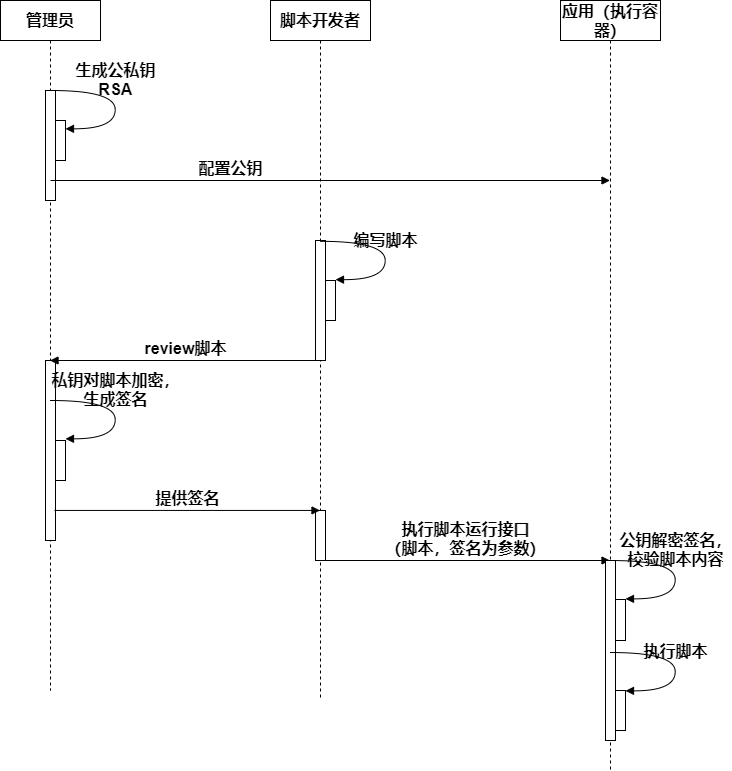 管理员
脚本开发者
应用（执行容
器）
生成公私钥
RSA
配置公钥
编写脚本
review脚本
私钥对脚本加密，
生成签名
提供签名
执行脚本运行接口
（脚本，签名为参数）
公钥解密签名，
校验脚本内容
执行脚本